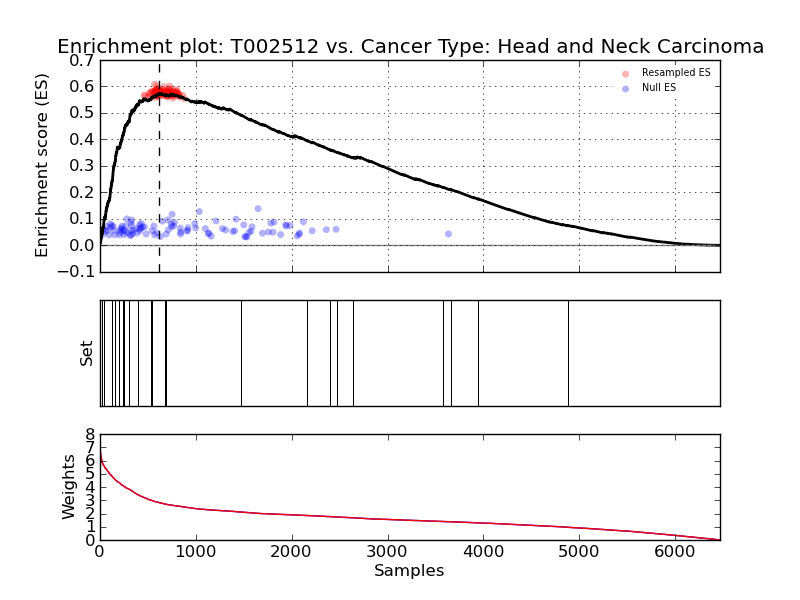 Enrichment plot: T002512 vs. Cancer Type: Head and Neck Carcinoma
Enrichment score (ES)
0.7
0.6
0.5
0.4
0.3
0.2
0.1
0.0
−0.1
Resampled ES
Null ES
Set
Weights
8
7
6
5
4
3
2
1
0
0 1000 2000 3000 4000 5000 6000
Samples